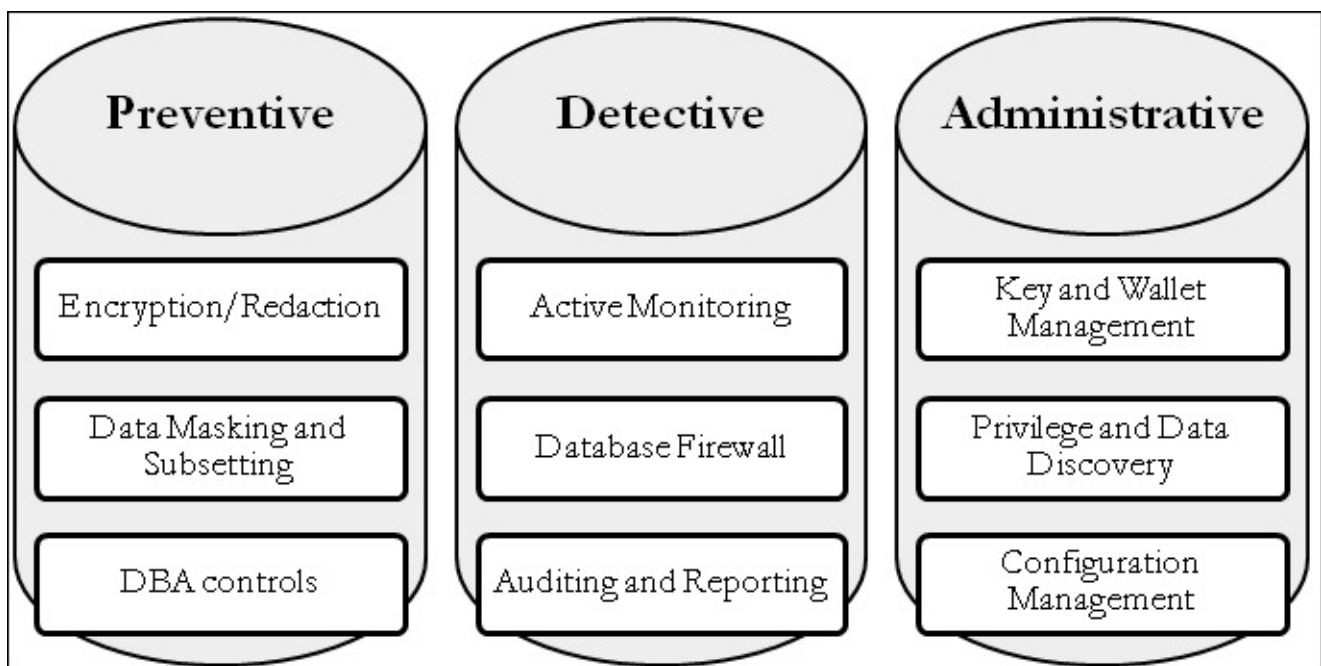 Preventive
Encryption/Redaction
Data Masking and
Subsetting
DBA controls
Detective
Active Monitoring
Database Firewall
Auditing and Reporting
Administrative
Key and Wallet
Management
Privilege and Data
Discovery
Configuration
Management